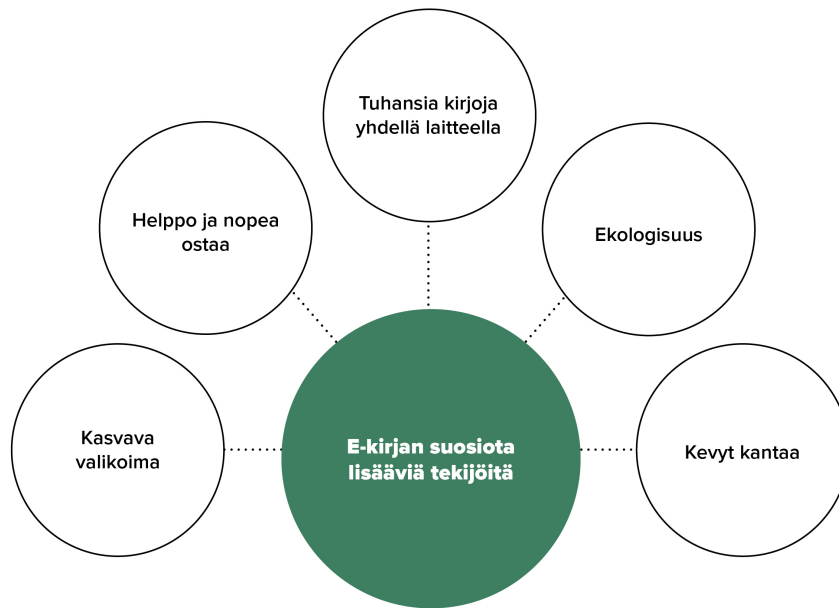 Tuhansia kirjoja
yhdellä laitteella
Helppo ja nopea
ostaa
Ekologisuus
Kasvava
valikoima
E-kirjan suosiota
lisääviä tekijöitä
Kevyt kantaa